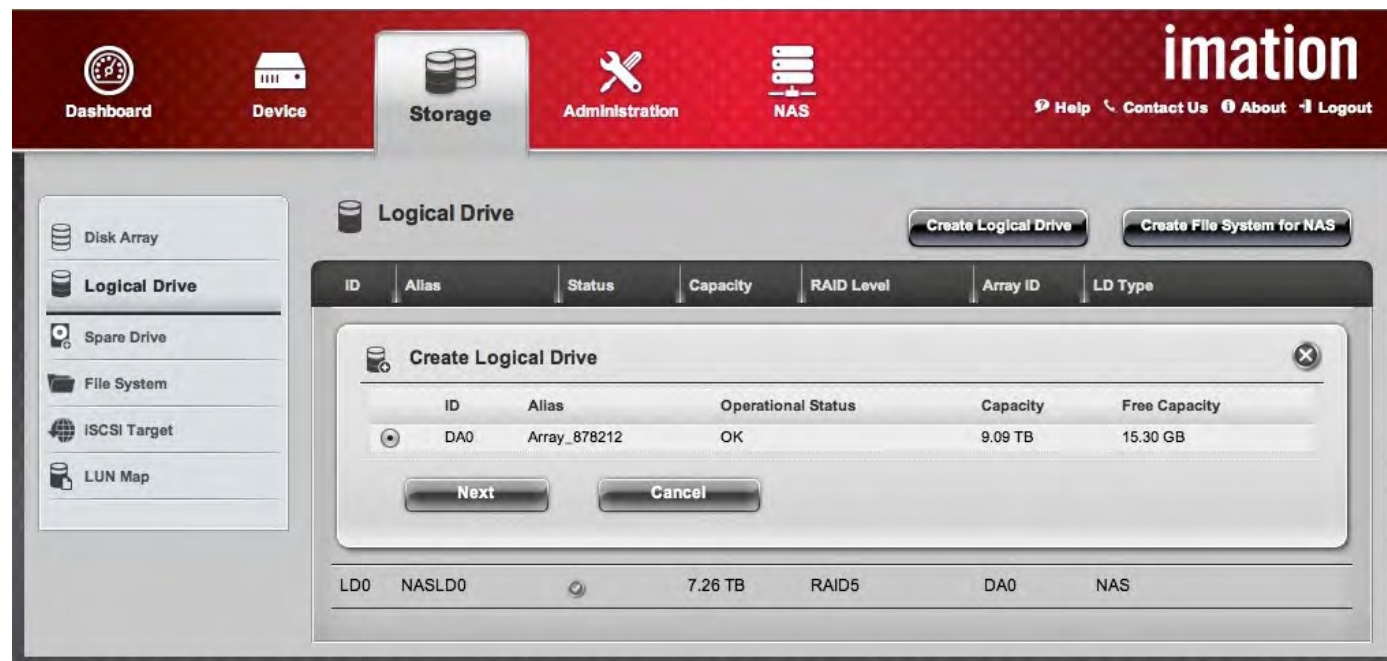 imation
Dashboard Device Storage Administration NAS
Help Contact Us About Logout
Disk Array
Logical Drive
Spare Drive
File System
iSCSI Target
LUN Map
Logical Drive
Create Logical Drive Create File System for NAS
ID Alias Status Capacity RAID Level Array ID LD Type
Create Logical Drive
ID Alias Operational Status Capacity Free Capacity
DA0 Array_878212 OK 9.09 TB 15.30 GB
Next Cancel
LD0 NASLD0 7.26 TB RAID5 DA0 NAS